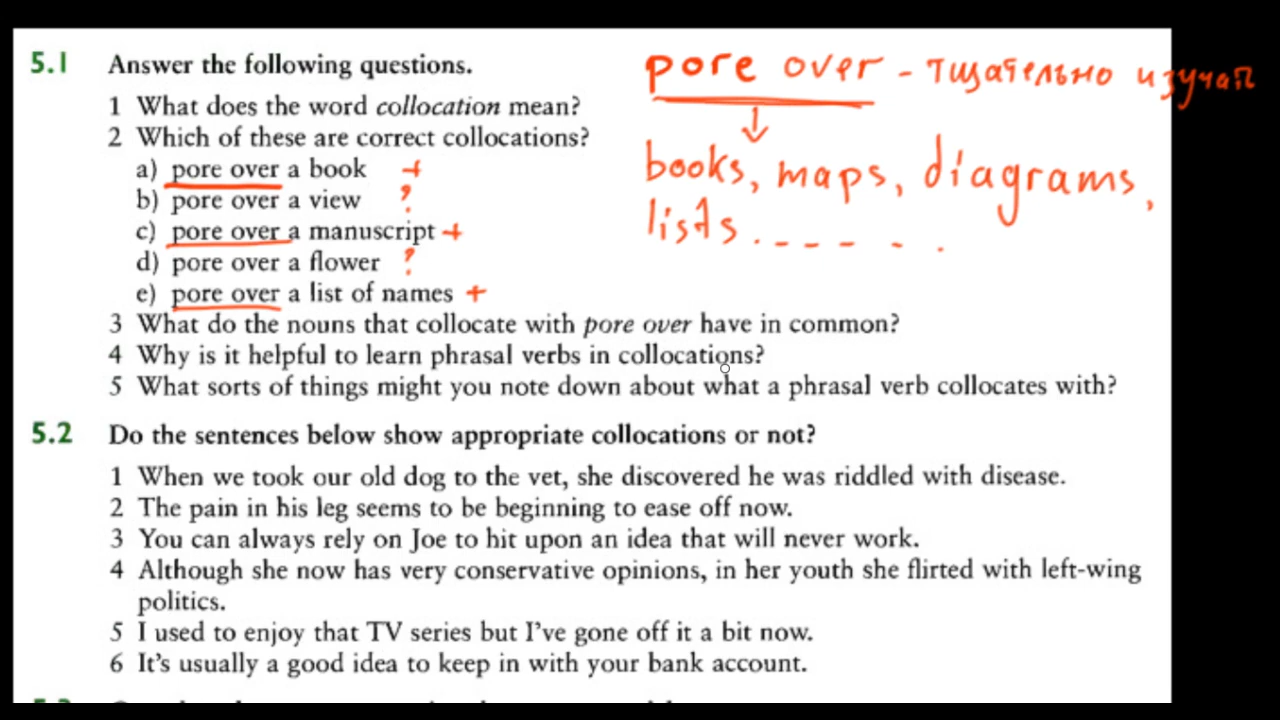 5.1 Answer the following questions.
1 What does the word collocation mean?
2 Which of these are correct collocations?
a) pore over a book +
b) pore over a view ?
c) pore over a manuscript +
d) pore over a flower ?
e) pore over a list of names +
3 What do the nouns that collocate with pore over have in common?
4 Why is it helpful to learn phrasal verbs in collocations?
5 What sorts of things might you note down about what a phrasal verb collocates with?
pore over - тщательно изучат
books, maps, diagrams,
lists......
5.2 Do the sentences below show appropriate collocations or not?
1 When we took our old dog to the vet, she discovered he was riddled with disease.
2 The pain in his leg seems to be beginning to ease off now.
3 You can always rely on Joe to hit upon an idea that will never work.
4 Although she now has very conservative opinions, in her youth she flirted with left-wing
politics.
5 I used to enjoy that TV series but I've gone off it a bit now.
6 It's usually a good idea to keep in with your bank account.